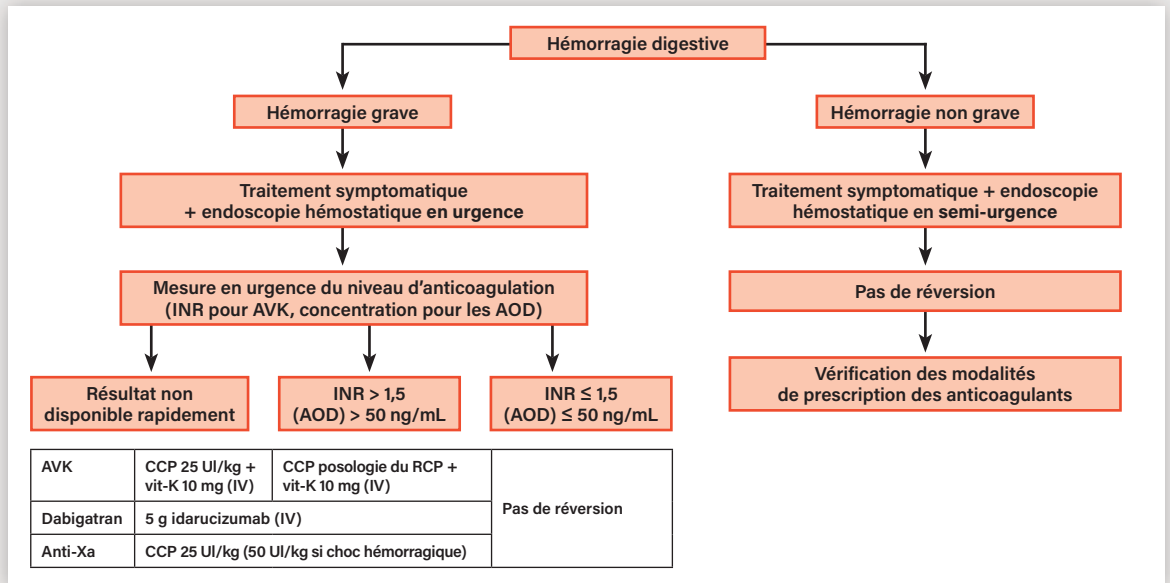 Hémorragie digestive
Hémorragie grave
Hémorragie non grave
Traitement symptomatique
+ endoscopie hémostatique en urgence
Traitement symptomatique + endoscopie
hémostatique en semi-urgence
Mesure en urgence du niveau d'anticoagulation
(INR pour AVK, concentration pour les AOD)
Pas de réversion
Résultat non
disponible rapidement
INR > 1,5
(AOD) > 50 ng/mL
INR ≤ 1,5
(AOD) ≤ 50 ng/mL
Vérification des modalités
de prescription des anticoagulants
AVK
CCP 25 UI/kg +
vit-K 10 mg (IV)
CCP posologie du RCP +
vit-K 10 mg (IV)
Pas de réversion
Dabigatran
5 g idarucizumab (IV)
Anti-Xa
CCP 25 UI/kg (50 UI/kg si choc hémorragique)